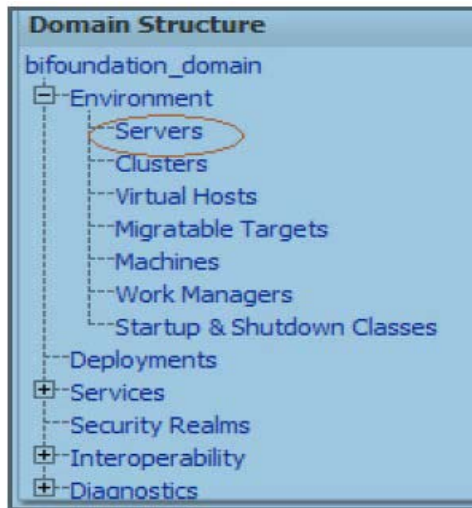 Domain Structure
bifoundation_domain
Environment
Servers
Clusters
Virtual Hosts
Migratable Targets
Machines
Work Managers
Startup & Shutdown Classes
Deployments
Services
Security Realms
Interoperability
Diagnostics